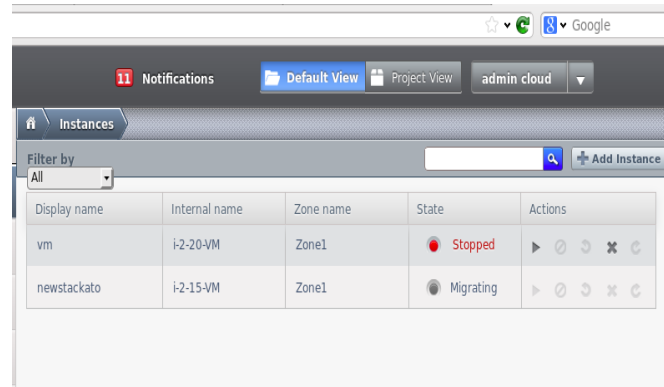 Google
11 Notifications Default View Project View admin cloud
Instances
Filter by
All
Add Instance
Display name Internal name Zone name State Actions
vm i-2-20-VM Zone1 Stopped
newstackato i-2-15-VM Zone1 Migrating